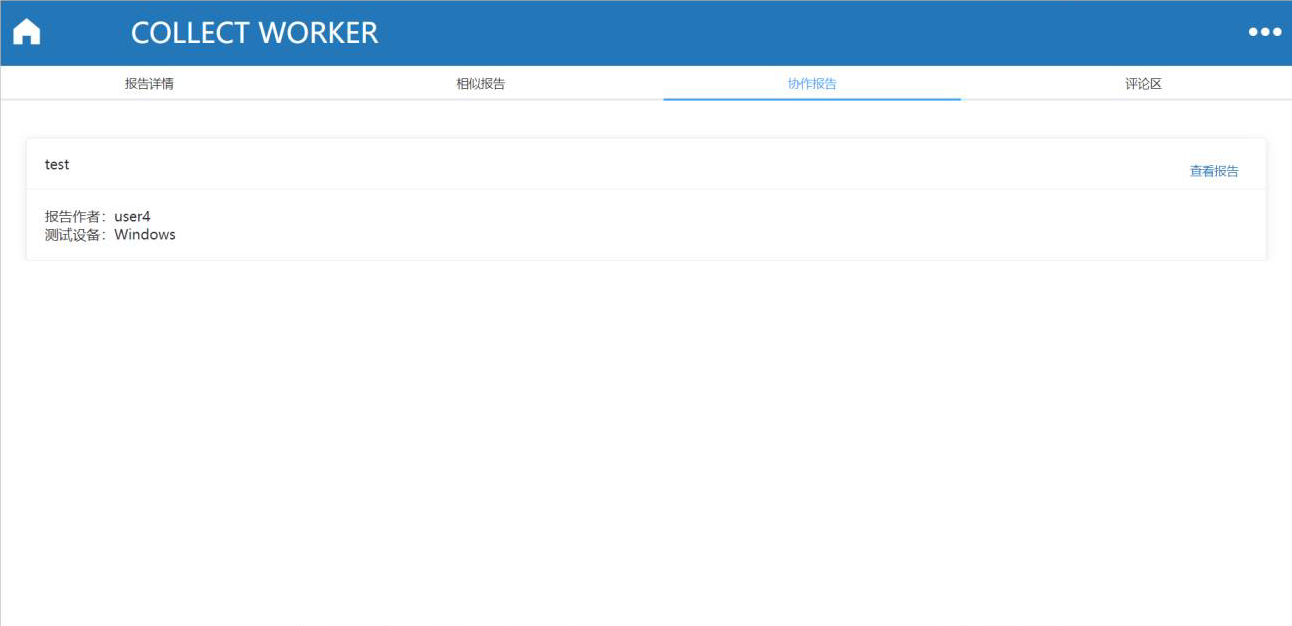 COLLECT WORKER
报告详情
相似报告
协作报告
评论区
test
查看报告
报告作者：user4
测试设备：Windows